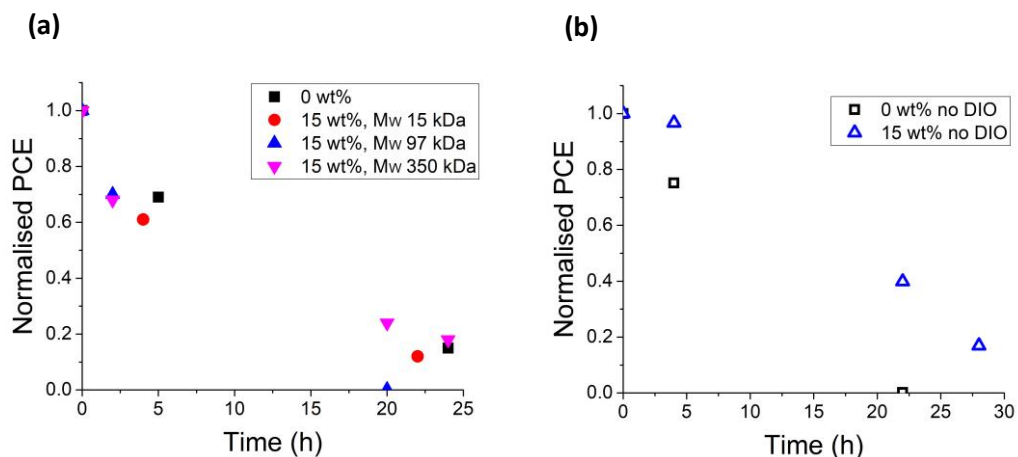 (a)
(b)
0 wt%
15 wt%, Mw 15 kDa
15 wt%, Mw 97 kDa
15 wt%, Mw 350 kDa
Normalised PCE
1.0
0.8
0.6
0.4
0.2
0.0
0 5 10 15 20 25
Time (h)
0 wt% no DIO
15 wt% no DIO
Normalised PCE
1.0
0.8
0.6
0.4
0.2
0.0
0 5 10 15 20 25 30
Time (h)